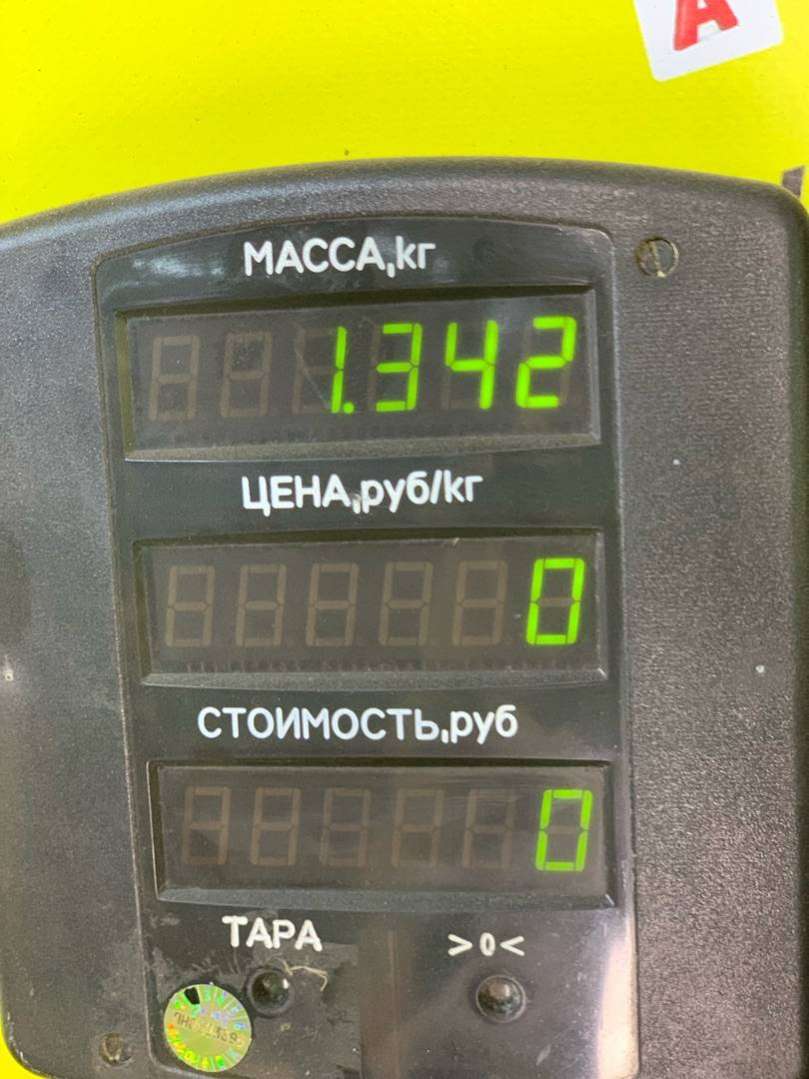 A
МАССА,кг
1.342
ЦЕНА,руб/кг
0
СТОИМОСТЬ,руб
0
ТАРА >0<